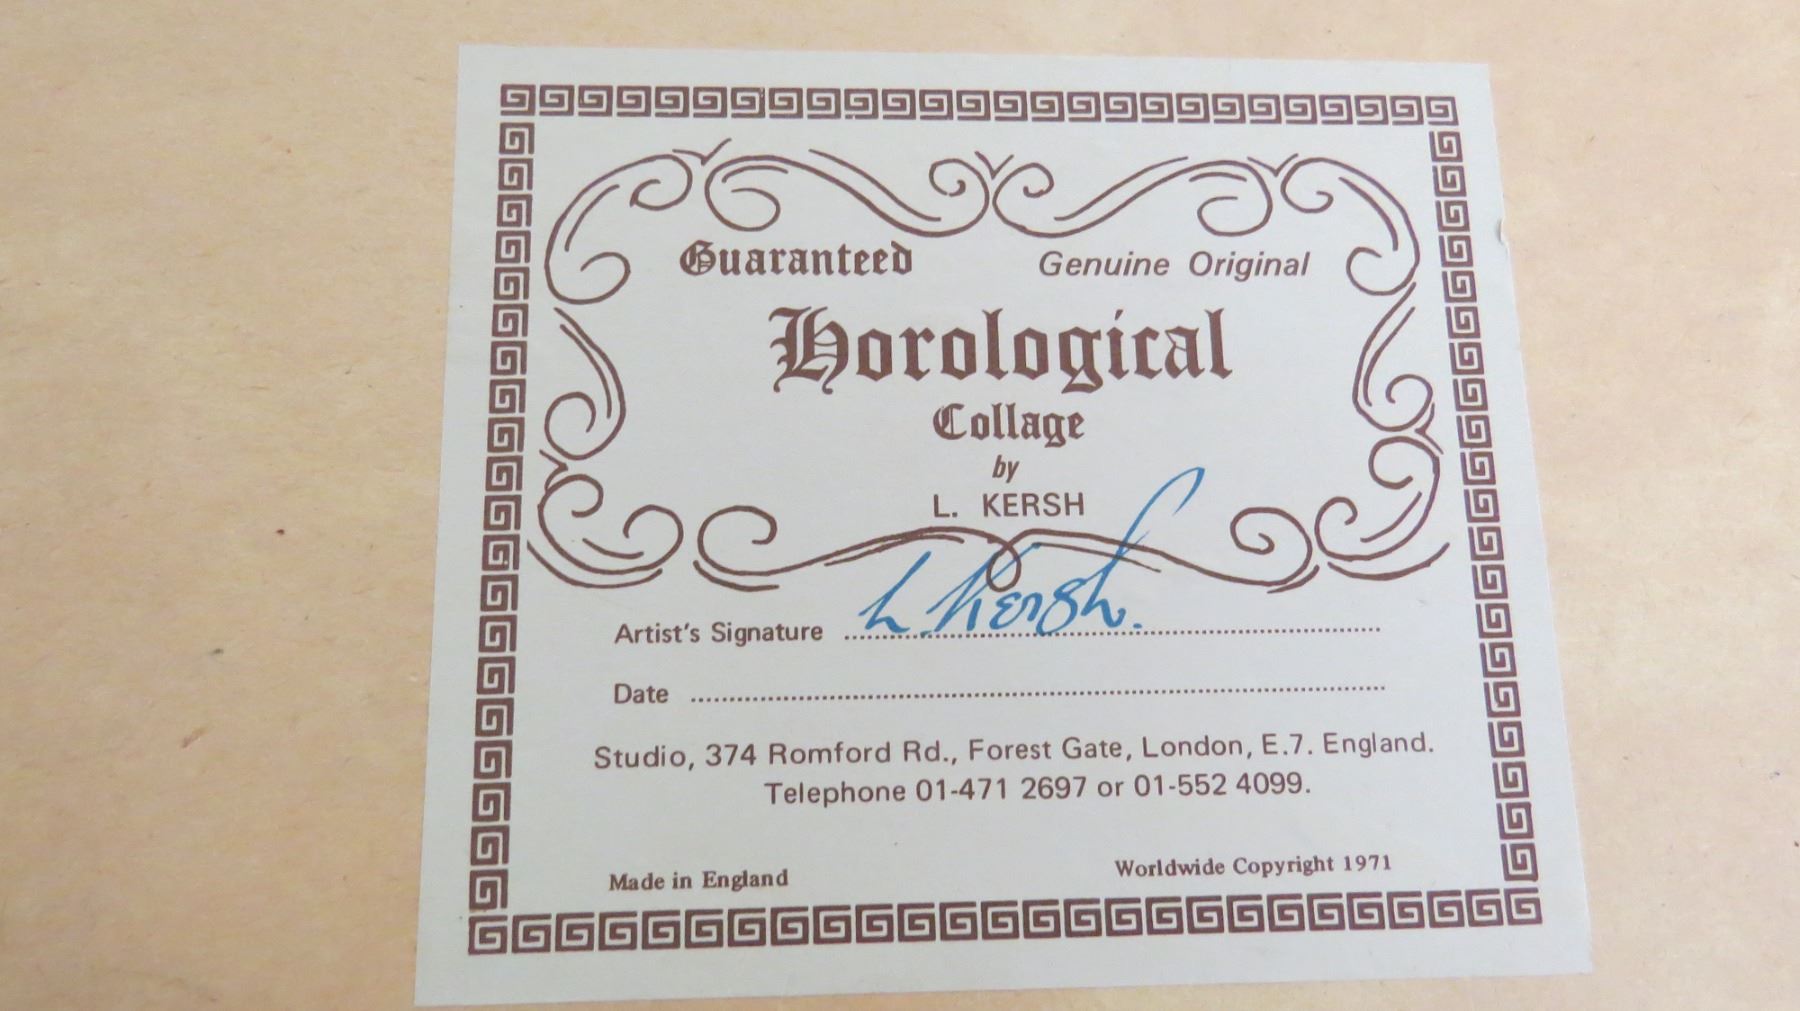 Guaranteed Genuine Original
Horological
Collage
by
L. KERSH
Artist's Signature L. Kersh.
Date
Studio, 374 Romford Rd., Forest Gate, London, E.7. England.
Telephone 01-471 2697 or 01-552 4099.
Made in England Worldwide Copyright 1971